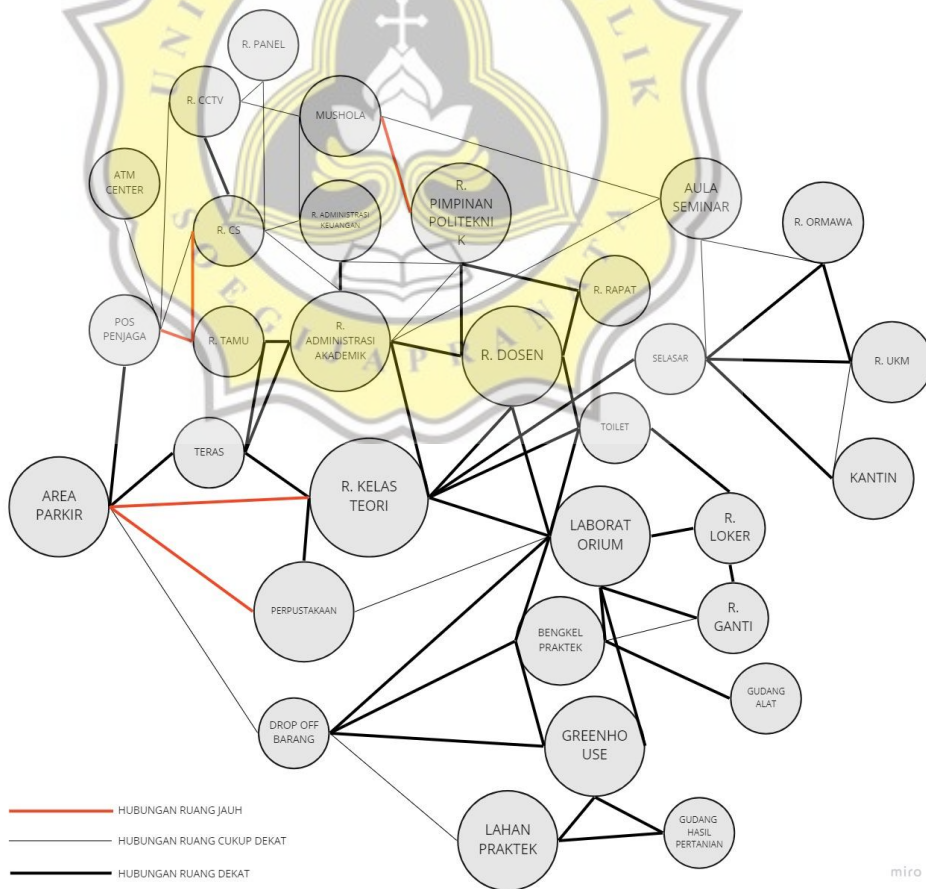 UNI
LIK
SOEGIJAPRANATA
R. PANEL
R. CCTV
MUSHOLA
ATM
CENTER
R. CS
R. ADMINISTRASI
KEUANGAN
R.
PIMPINAN
POLITEKNI
K
AULA
SEMINAR
R. ORMAWA
R. RAPAT
POS
PENJAGA
R. TAMU
R.
ADMINISTRASI
AKADEMIK
R. DOSEN
SELASAR
R. UKM
TERAS
TOILET
AREA
PARKIR
R. KELAS
TEORI
KANTIN
LABORAT
ORIUM
R.
LOKER
PERPUSTAKAAN
BENGKEL
PRAKTEK
R.
GANTI
GUDANG
ALAT
DROP OFF
BARANG
GREENHO
USE
LAHAN
PRAKTEK
GUDANG
HASIL
PERTANIAN
HUBUNGAN RUANG JAUH
HUBUNGAN RUANG CUKUP DEKAT
HUBUNGAN RUANG DEKAT
miro